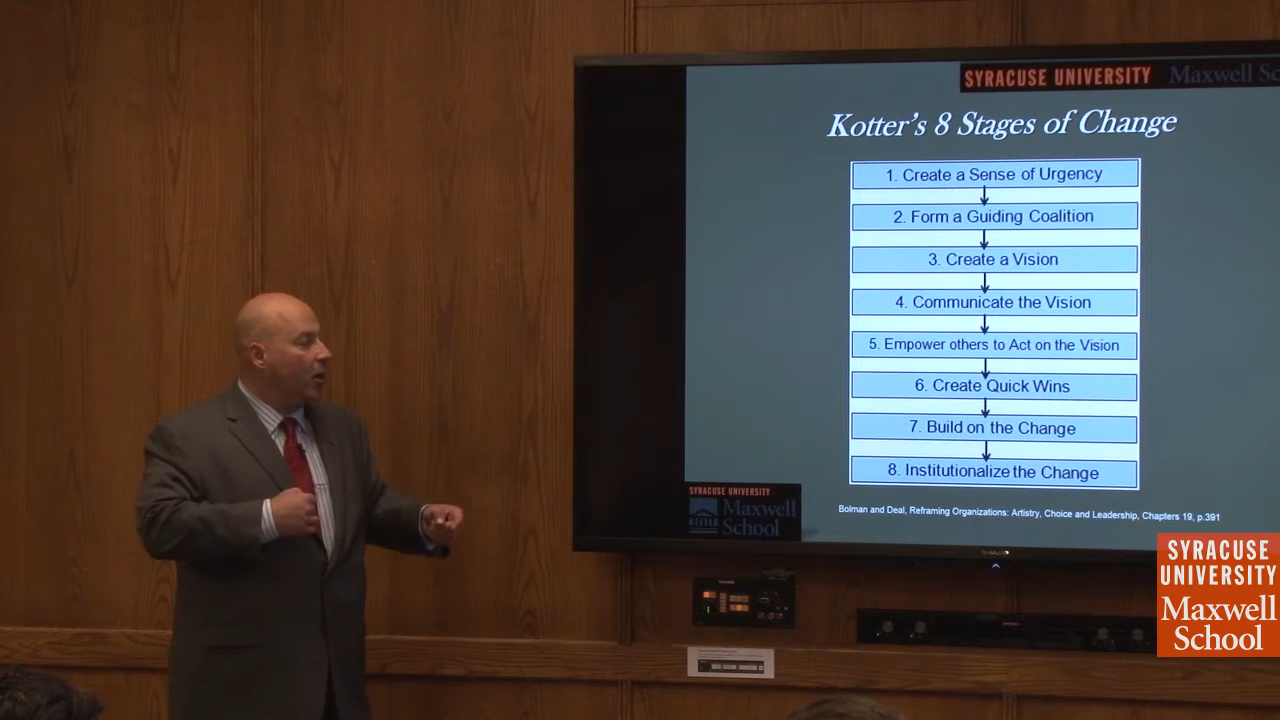 SYRACUSE UNIVERSITY Maxwell Sc
Kotter's 8 Stages of Change
1. Create a Sense of Urgency
2. Form a Guiding Coalition
3. Create a Vision
4. Communicate the Vision
5. Empower others to Act on the Vision
6. Create Quick Wins
7. Build on the Change
8. Institutionalize the Change
Bolman and Deal, Reframing Organizations: Artistry, Choice and Leadership, Chapters 19, p.391
SYRACUSE UNIVERSITY
Maxwell
School
SYRACUSE
UNIVERSITY
Maxwell
School